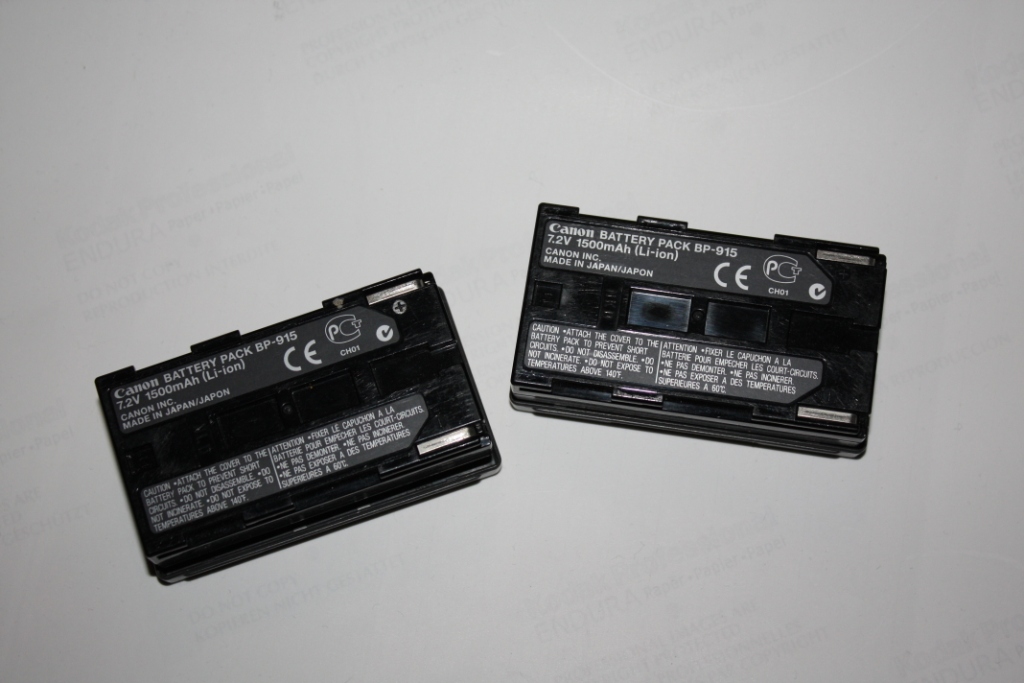 Canon BATTERY PACK BP-915
7.2V 1500mAh (Li-ion)
CANON INC.
MADE IN JAPAN/JAPON
CE
PCT
CH01
CAUTION •ATTACH THE COVER TO THE
BATTERY PACK TO PREVENT SHORT
CIRCUITS. •DO NOT DISASSEMBLE. •DO
NOT INCINERATE •DO NOT EXPOSE TO
TEMPERATURES ABOVE 140°F.
ATTENTION •FIXER LE CAPUCHON A LA
BATTERIE POUR EMPECHER LES COURT-CIRCUITS.
•NE PAS DEMONTER. •NE PAS INCINERER.
•NE PAS EXPOSER A DES TEMPERATURES
SUPERIEURES A 60℃.
Canon BATTERY PACK BP-915
7.2V 1500mAh (Li-ion)
CANON INC.
MADE IN JAPAN/JAPON
CE
PCT
CH01
CAUTION •ATTACH THE COVER TO THE
BATTERY PACK TO PREVENT SHORT
CIRCUITS. •DO NOT DISASSEMBLE. •DO
NOT INCINERATE •DO NOT EXPOSE TO
TEMPERATURES ABOVE 140°F.
ATTENTION •FIXER LE CAPUCHON A LA
BATTERIE POUR EMPECHER LES COURT-CIRCUITS.
•NE PAS DEMONTER. •NE PAS INCINERER
•NE PAS EXPOSER A DES TEMPERATURES
SUPERIEURES A 60℃.
ENDURA Papier • Papel
ENDURA